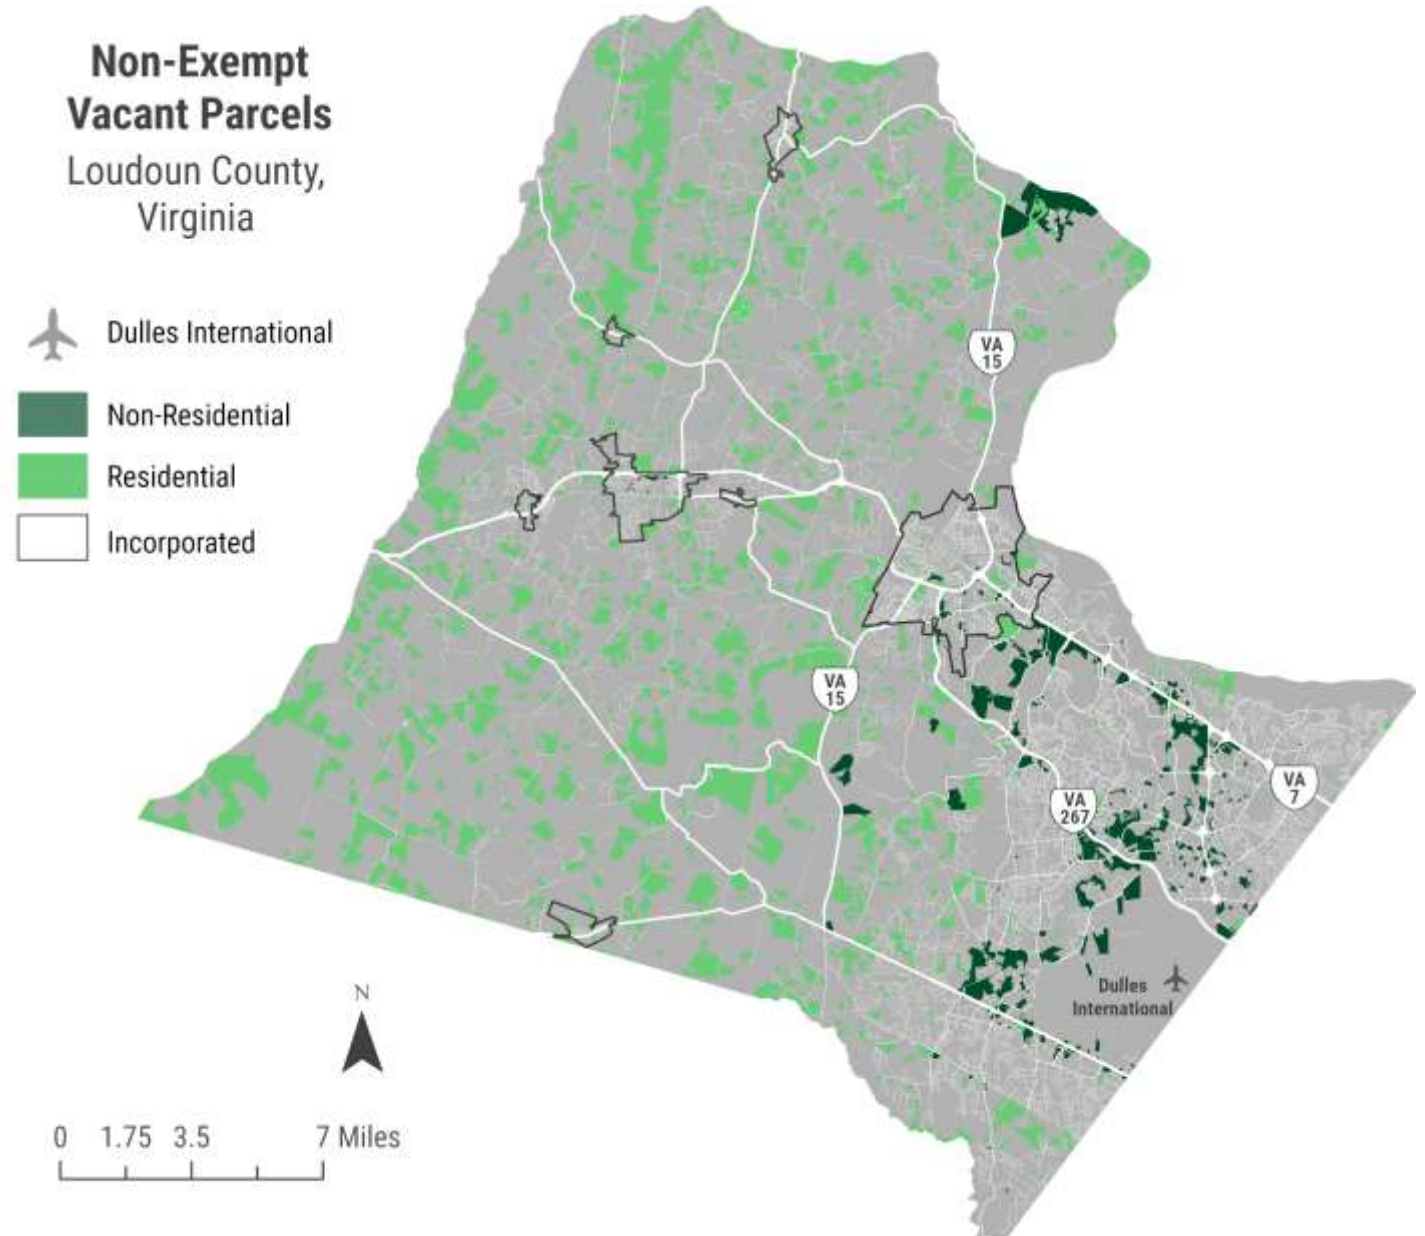 Non-Exempt
Vacant Parcels
Loudoun County,
Virginia
Dulles International
Non-Residential
Residential
Incorporated
VA
15
VA
15
VA
7
VA
267
Dulles
International
N
0 1.75 3.5 7 Miles